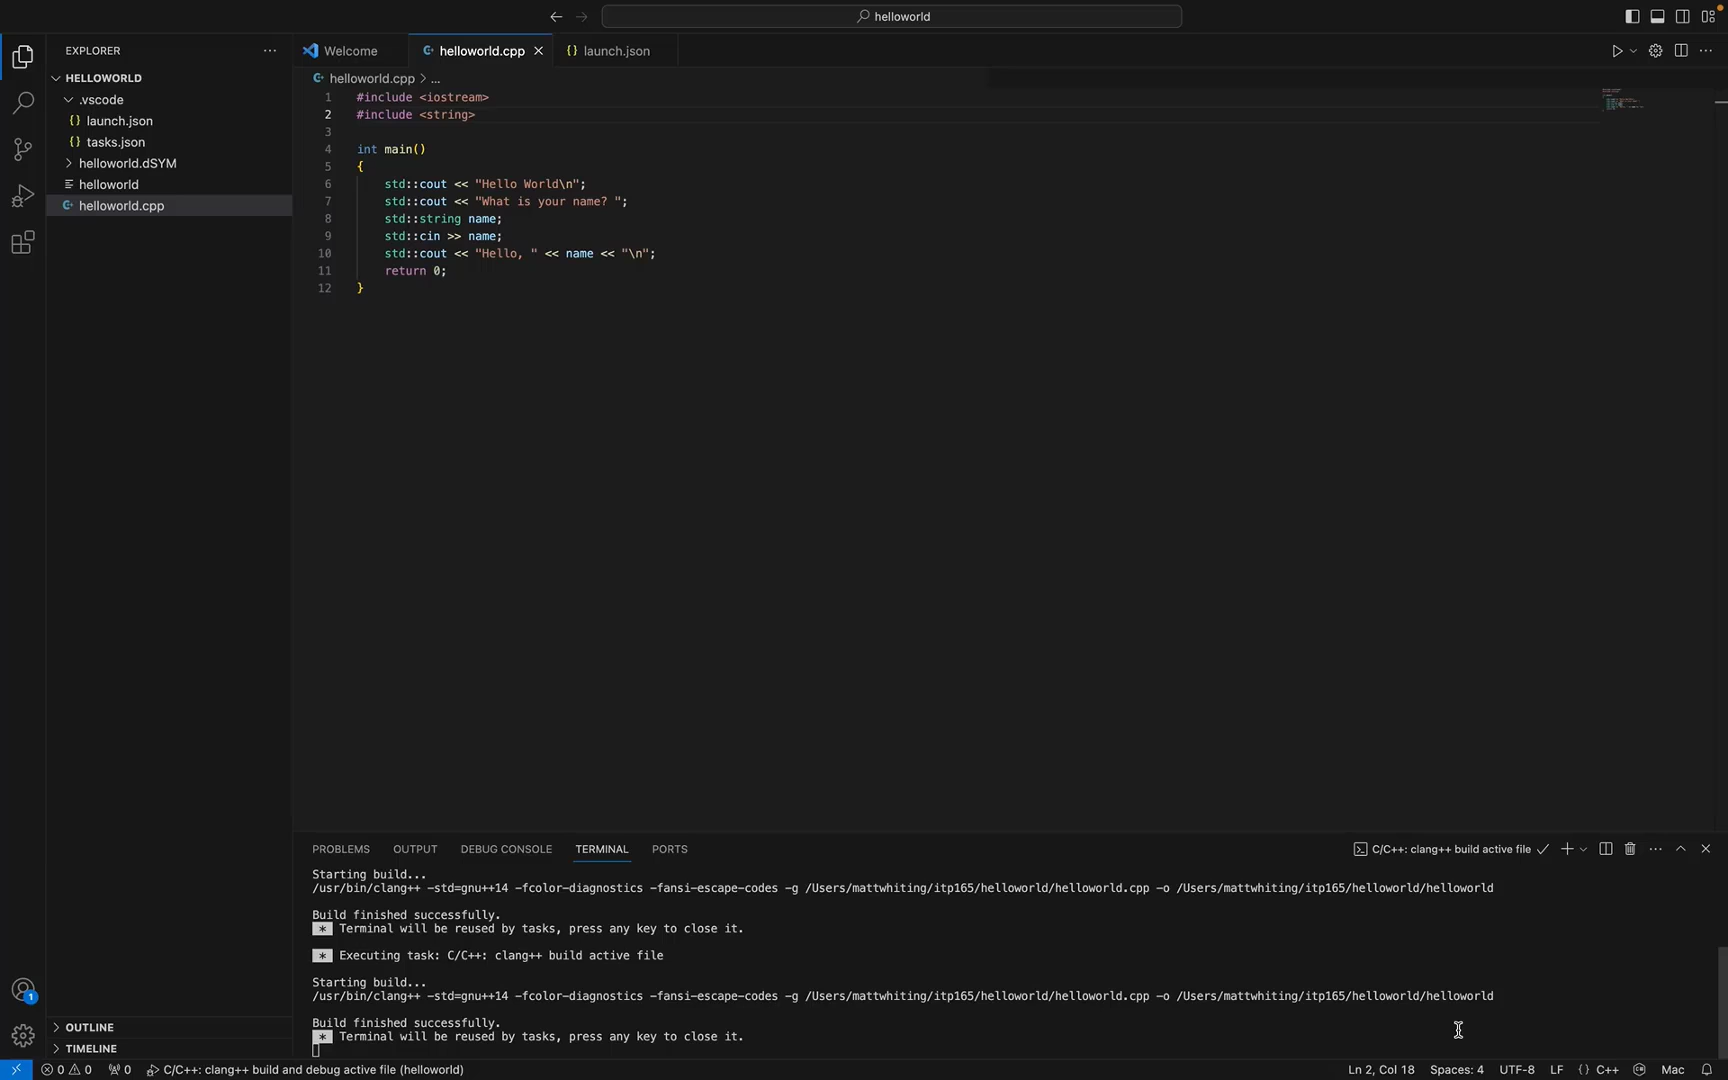 helloworld
EXPLORER
HELLOWORLD
.vscode
launch.json
tasks.json
helloworld.dSYM
helloworld
helloworld.cpp
OUTLINE
TIMELINE
Welcome
helloworld.cpp
{} launch.json
helloworld.cpp > ...
1 #include <iostream>
2 #include <string>
3
4 int main()
5 {
6 std::cout << "Hello World\n";
7 std::cout << "What is your name? ";
8 std::string name;
9 std::cin >> name;
10 std::cout << "Hello, " << name << "\n";
11 return 0;
12 }
PROBLEMS OUTPUT DEBUG CONSOLE TERMINAL PORTS
C/C++: clang++ build active file
Starting build...
/usr/bin/clang++ -std=gnu++14 -fcolor-diagnostics -fansi-escape-codes -g /Users/mattwhiting/itp165/helloworld/helloworld.cpp -o /Users/mattwhiting/itp165/helloworld/helloworld
Build finished successfully.
* Terminal will be reused by tasks, press any key to close it.
* Executing task: C/C++: clang++ build active file
Starting build...
/usr/bin/clang++ -std=gnu++14 -fcolor-diagnostics -fansi-escape-codes -g /Users/mattwhiting/itp165/helloworld/helloworld.cpp -o /Users/mattwhiting/itp165/helloworld/helloworld
Build finished successfully.
* Terminal will be reused by tasks, press any key to close it.
1
0 0 0 C/C++: clang++ build and debug active file (helloworld) Ln 2, Col 18 Spaces: 4 UTF-8 LF {} C++ Mac